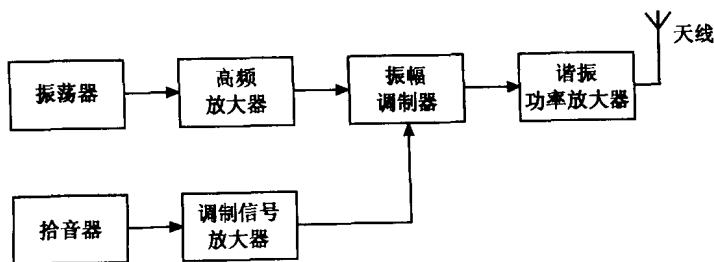 天线
振荡器
高频
放大器
振幅
调制器
谐振
功率放大器
拾音器
调制信号
放大器